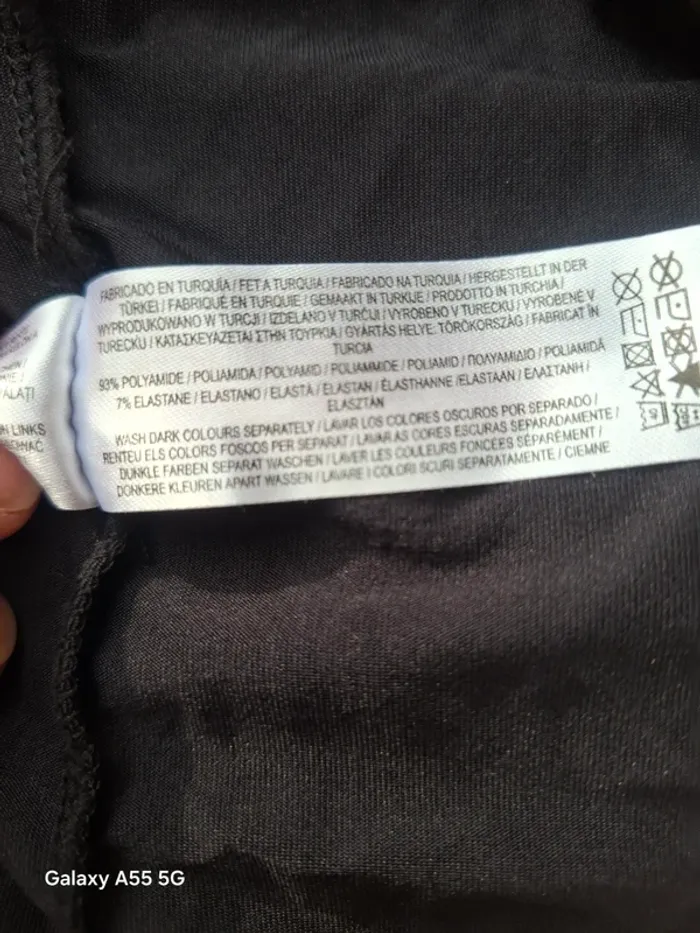 FABRICADO EN TURQUÍA / FET A TURQUIA / FABRICADO NA TURQUIA / HERGESTELLT IN DER
TÜRKEI / FABRIQUÉ EN TURQUIE / GEMAAKT IN TURKIJE / PRODOTTO IN TURCHIA /
WYPRODUKOWANO W TURCJI / IZDELANO V TURČIJI / VYROBENO V TURECKU / VYROBENÉ V
TURECKU / ΚΑΤΑΣΚΕΥΑΖΕΤΑΙ ΣΤΗΝ ΤΟΥΡΚΙΑ / GYÁRTÁS HELYE: TÖRÖKORSZÁG / FABRICAT ÎN
TURCIA
93% POLYAMIDE / POLIAMIDA / POLYAMID / POLIAMMIDE / POLIAMID / ΠΟΛΥΑΜΙΔΙΟ / POLIAMIDĂ
7% ELASTANE / ELASTANO / ELASTÀ / ELASTAN / ÉLASTHANNE /ELASTAAN / ΕΛΑΣΤΑΝΗ /
ELASZTÁN
WASH DARK COLOURS SEPARATELY / LAVAR LOS COLORES OSCUROS POR SEPARADO /
RENTEU ELS COLORS FOSCOS PER SEPARAT / LAVAR AS CORES ESCURAS SEPARADAMENTE /
DUNKLE FARBEN SEPARAT WASCHEN / LAVER LES COULEURS FONCÉES SÉPARÉMENT /
DONKERE KLEUREN APART WASSEN / LAVARE I COLORI SCURI SEPARATAMENTE / CIEMNE
LINKS
Galaxy A55 5G